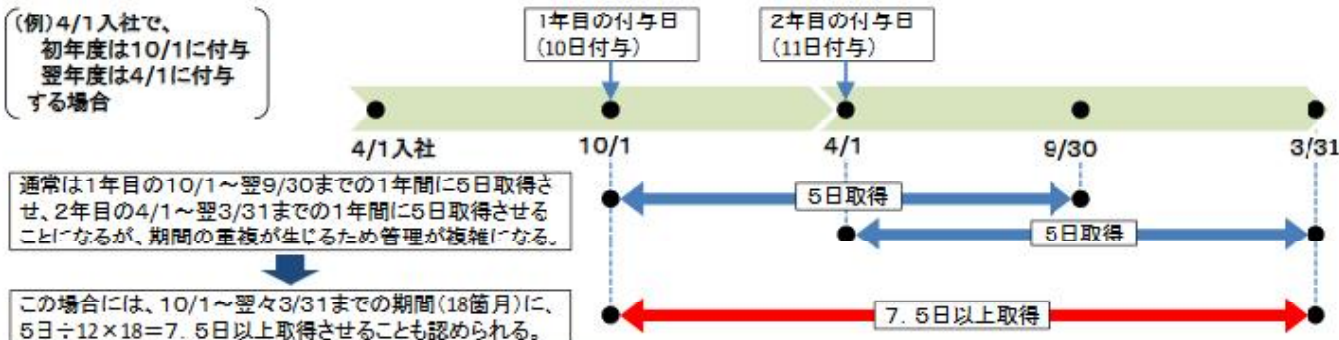 (例)4/1入社で、
初年度は10/1に付与
翌年度は4/1に付与
する場合
1年目の付与日
(10日付与)
2年目の付与日
(11日付与)
4/1入社
10/1
4/1
9/30
3/31
通常は1年目の10/1～翌9/30までの1年間に5日取得さ
せ、2年目の4/1～翌3/31までの1年間に5日取得させる
ことになるが、期間の重複が生じるため管理が複雑になる。
5日取得
5日取得
この場合には、10/1～翌々3/31までの期間(18箇月)に、
5日÷12×18＝7.5日以上取得させることも認められる。
7.5日以上取得